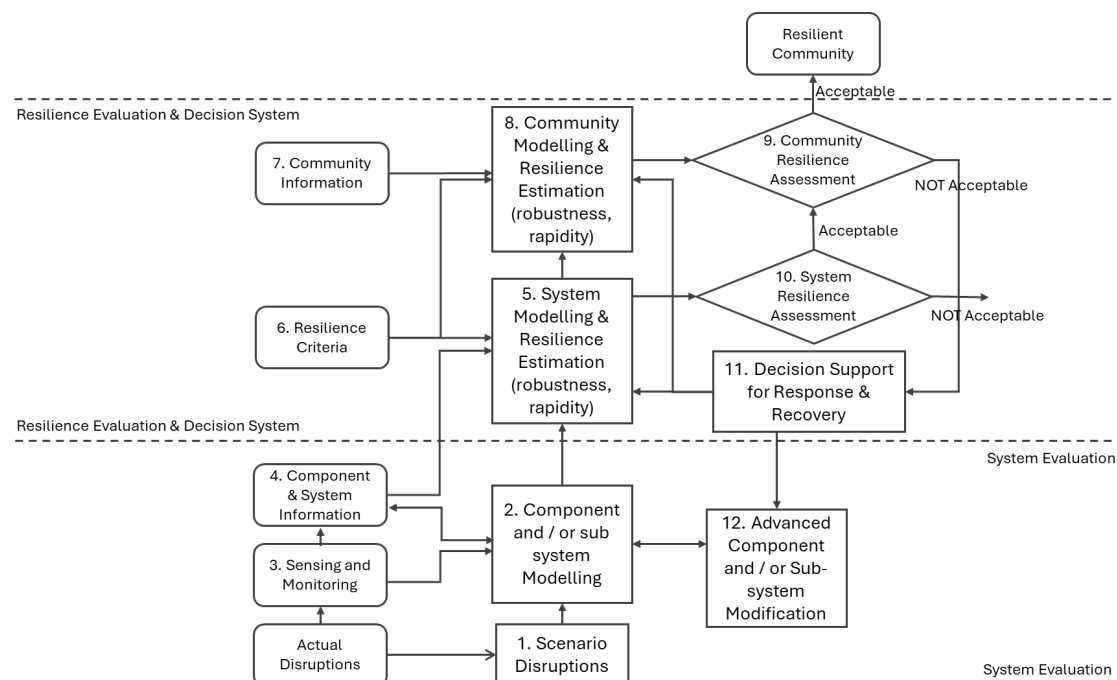 Resilient
Community
Acceptable
Resilience Evaluation & Decision System
8. Community
Modelling &
Resilience
Estimation
(robustness,
rapidity)
7. Community
Information
9. Community
Resilience
Assessment
NOT Acceptable
Acceptable
10. System
Resilience
Assessment
NOT Acceptable
5. System
Modelling &
Resilience
Estimation
(robustness,
rapidity)
6. Resilience
Criteria
11. Decision Support
for Response &
Recovery
Resilience Evaluation & Decision System
System Evaluation
4. Component
& System
Information
2. Component
and / or sub
system
Modelling
12. Advanced
Component
and / or Sub-
system
Modification
3. Sensing and
Monitoring
Actual
Disruptions
1. Scenario
Disruptions
System Evaluation